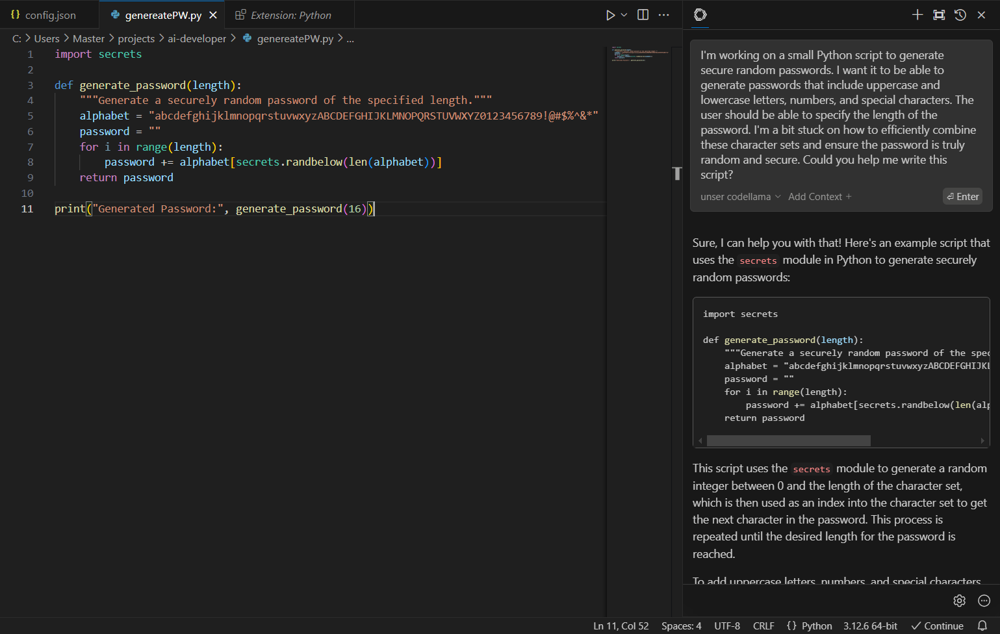 {} config.json
genereatePW.py
Extension: Python
C: > Users > Master > projects > ai-developer > genereatePW.py > ...
1 import secrets
2
3 def generate_password(length):
4 """Generate a securely random password of the specified length."""
5 alphabet = "abcdefghijklmnopqrstuvwxyzABCDEFGHIJKLMNOPQRSTUVWXYZ0123456789!@#$%^&*"
6 password = ""
7 for i in range(length):
8 password += alphabet[secrets.randbelow(len(alphabet))]
9 return password
10
11 print("Generated Password:", generate_password(16))
I'm working on a small Python script to generate
secure random passwords. I want it to be able to
generate passwords that include uppercase and
lowercase letters, numbers, and special characters. The
user should be able to specify the length of the
password. I'm a bit stuck on how to efficiently combine
these character sets and ensure the password is truly
random and secure. Could you help me write this
script?
unser codellama Add Context +
⏎ Enter
T
Sure, I can help you with that! Here's an example script that
uses the secrets module in Python to generate securely
random passwords:
import secrets
def generate_password(length):
"""Generate a securely random password of the spec
alphabet = "abcdefghijklmnopqrstuvwxyzABCDEFGHIJKL
password = ""
for i in range(length):
password += alphabet[secrets.randbelow(len(alp
return password
This script uses the secrets module to generate a random
integer between 0 and the length of the character set,
which is then used as an index into the character set to get
the next character in the password. This process is
repeated until the desired length for the password is
reached.
To add uppercase letters, numbers, and special characters
Ln 11, Col 52 Spaces: 4 UTF-8 CRLF {} Python 3.12.6 64-bit ✓ Continue